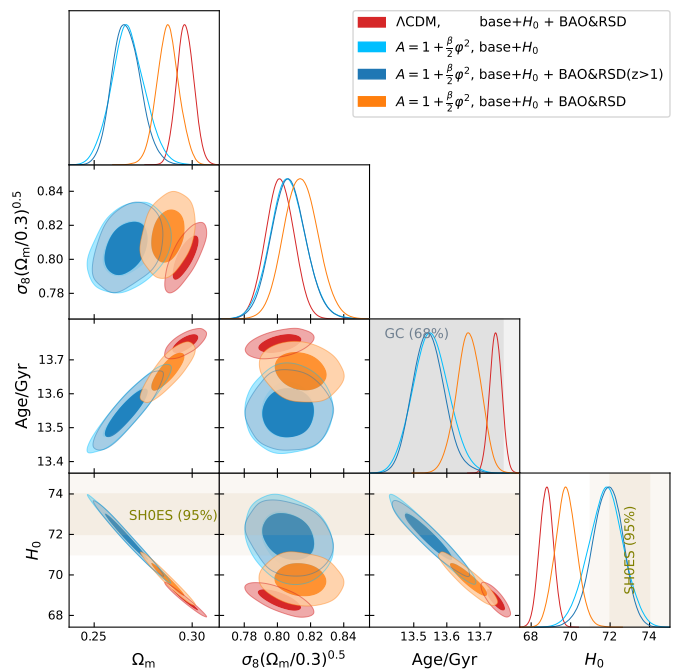 ΛCDM, base+H₀ + BAO&RSD
A = 1 + β/2 φ², base+H₀
A = 1 + β/2 φ², base+H₀ + BAO&RSD(z>1)
A = 1 + β/2 φ², base+H₀ + BAO&RSD
0.84
0.82
0.80
0.78
σ₈(Ωₘ/0.3)⁰·⁵
GC (68%)
13.7
13.6
13.5
13.4
Age/Gyr
SH0ES (95%)
SH0ES (95%)
74
72
70
68
H₀
0.25 0.30
0.78 0.80 0.82 0.84
13.5 13.6 13.7
68 70 72 74
Ωₘ
σ₈(Ωₘ/0.3)⁰·⁵
Age/Gyr
H₀